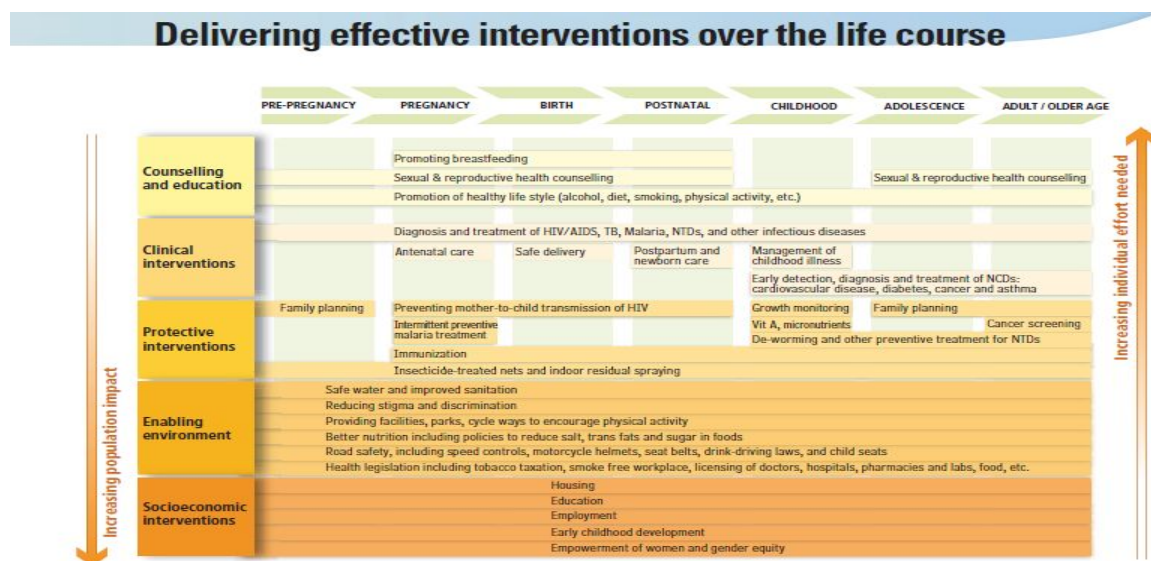 Delivering effective interventions over the life course
PRE-PREGNANCY PREGNANCY BIRTH POSTNATAL CHILDHOOD ADOLESCENCE ADULT / OLDER AGE
Increasing population impact
Increasing individual effort needed
Counselling
and education
Promoting breastfeeding
Sexual & reproductive health counselling
Sexual & reproductive health counselling
Promotion of healthy life style (alcohol, diet, smoking, physical activity, etc.)
Clinical
interventions
Diagnosis and treatment of HIV/AIDS, TB, Malaria, NTDs, and other infectious diseases
Antenatal care
Safe delivery
Postpartum and
newborn care
Management of
childhood illness
Early detection, diagnosis and treatment of NCDs:
cardiovascular disease, diabetes, cancer and asthma
Protective
interventions
Family planning
Preventing mother-to-child transmission of HIV
Growth monitoring
Family planning
Intermittent preventive
malaria treatment
Vit A, micronutrients
Cancer screening
De-worming and other preventive treatment for NTDs
Immunization
Insecticide-treated nets and indoor residual spraying
Enabling
environment
Safe water and improved sanitation
Reducing stigma and discrimination
Providing facilities, parks, cycle ways to encourage physical activity
Better nutrition including policies to reduce salt, trans fats and sugar in foods
Road safety, including speed controls, motorcycle helmets, seat belts, drink-driving laws, and child seats
Health legislation including tobacco taxation, smoke free workplace, licensing of doctors, hospitals, pharmacies and labs, food, etc.
Socioeconomic
interventions
Housing
Education
Employment
Early childhood development
Empowerment of women and gender equity